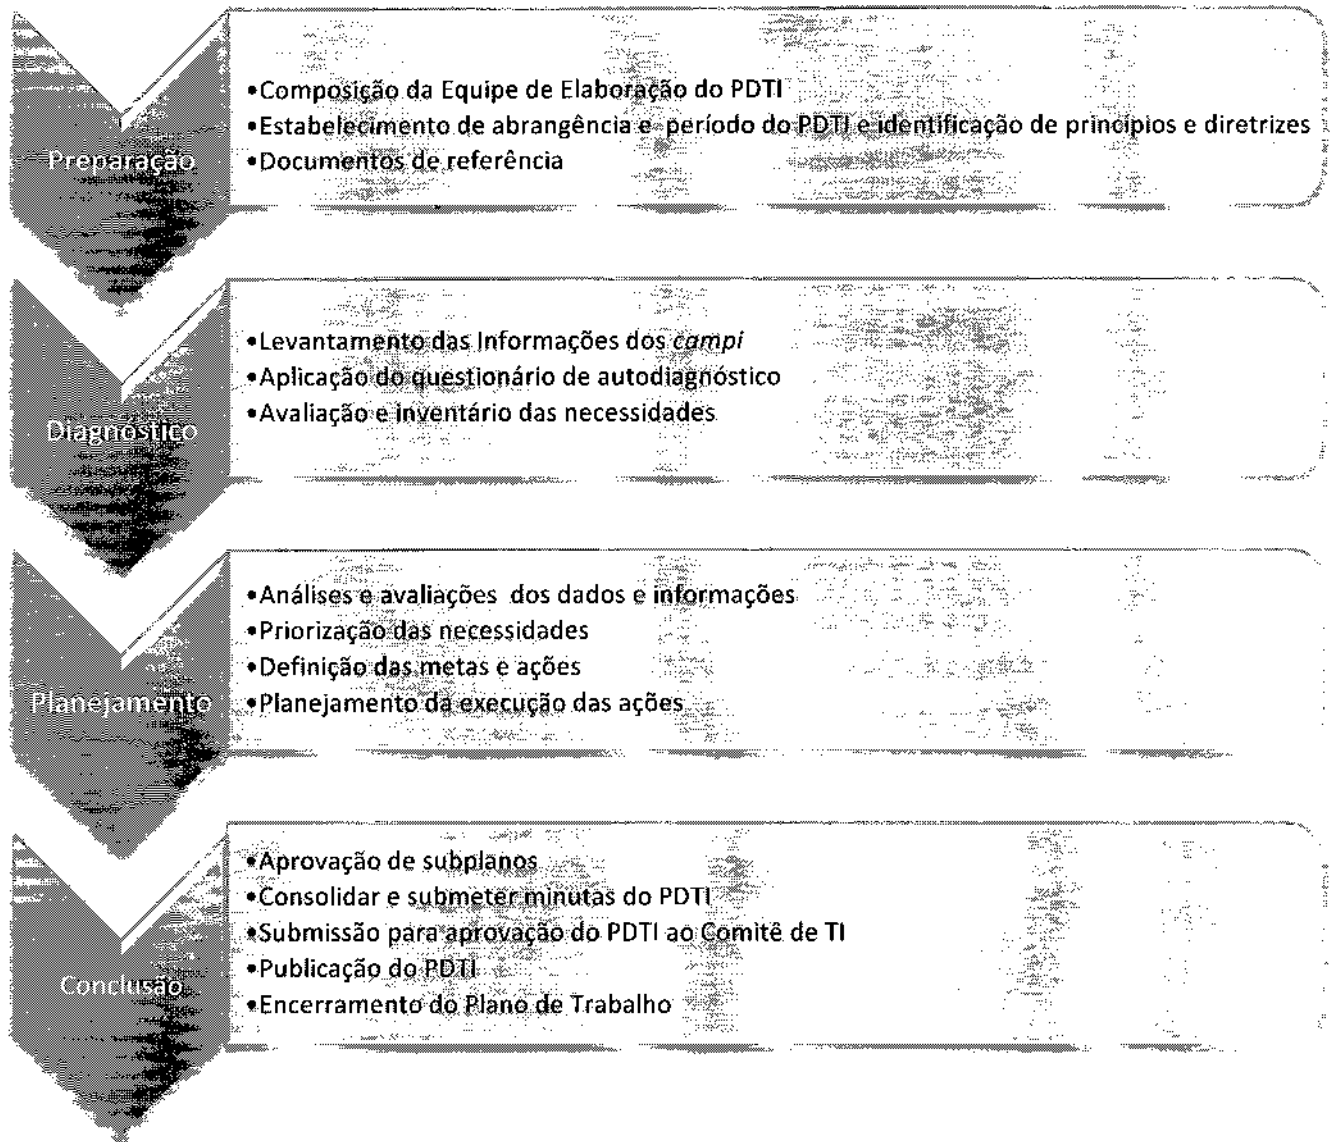 Preparação
•Composição da Equipe de Elaboração do PDTI
•Estabelecimento de abrangência e período do PDTI e identificação de princípios e diretrizes
•Documentos de referência
Diagnóstico
•Levantamento das Informações dos campi
•Aplicação do questionário de autodiagnóstico
•Avaliação e inventário das necessidades
Planejamento
•Análises e avaliações dos dados e informações
•Priorização das necessidades
•Definição das metas e ações
•Planejamento da execução das ações
Conclusão
•Aprovação de subplanos
•Consolidar e submeter minutas do PDTI
•Submissão para aprovação do PDTI ao Comitê de TI
•Publicação do PDTI
•Encerramento do Plano de Trabalho